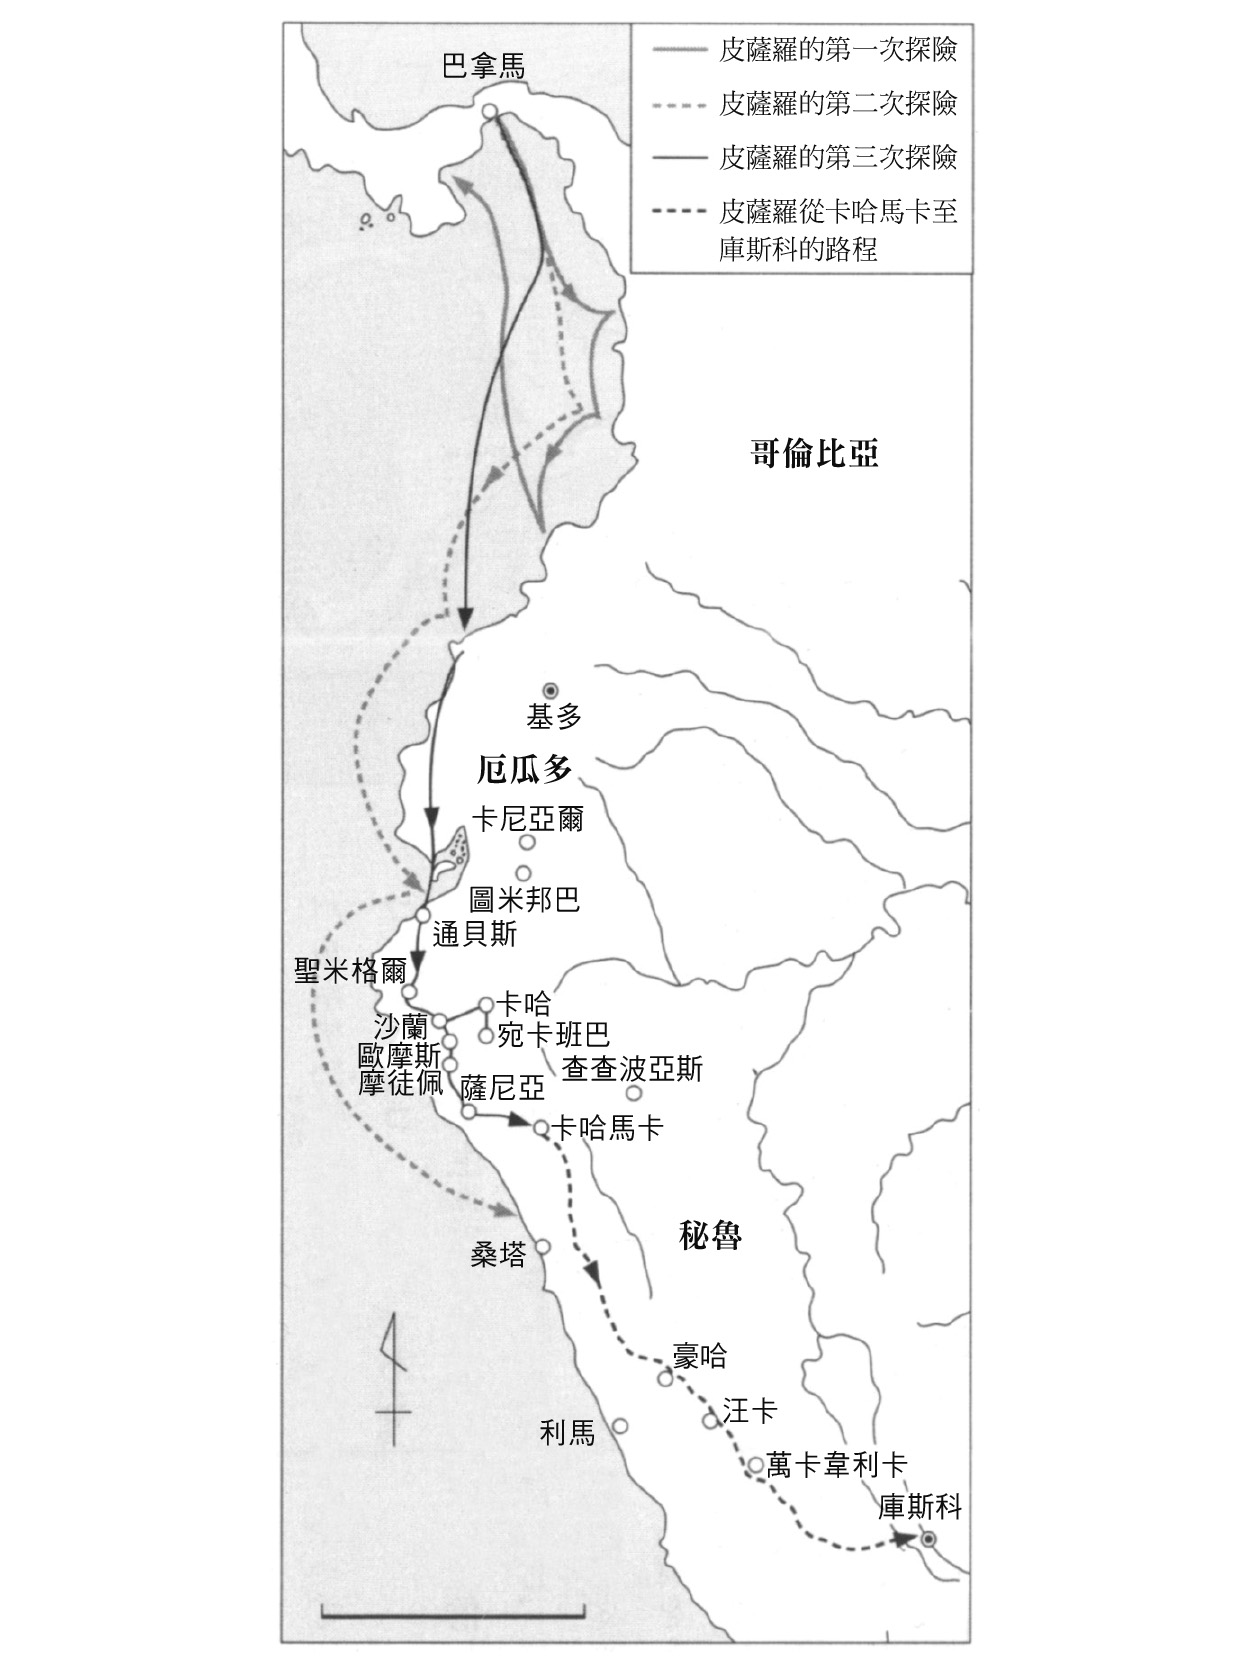 巴拿馬
皮薩羅的第一次探險
皮薩羅的第二次探險
皮薩羅的第三次探險
皮薩羅從卡哈馬卡至
庫斯科的路程
哥倫比亞
基多
厄瓜多
卡尼亞爾
圖米邦巴
通貝斯
聖米格爾
卡哈
沙蘭
宛卡班巴
歐摩斯
查查波亞斯
摩徒佩
薩尼亞
卡哈馬卡
秘魯
桑塔
豪哈
汪卡
利馬
萬卡韋利卡
庫斯科